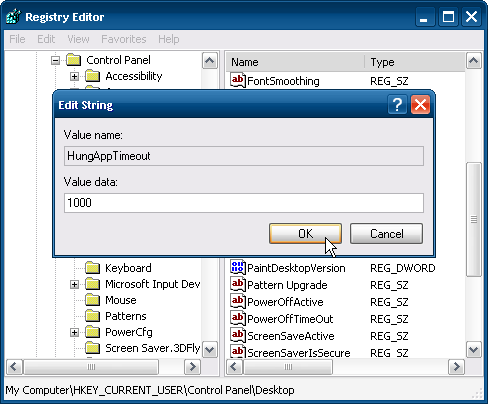 Registry Editor
File Edit View Favorites Help
Control Panel
Accessibility
Name Type
FontSmoothing REG_SZ
Edit String
Value name:
HungAppTimeout
Value data:
1000
OK Cancel
Keyboard
Microsoft Input Dev
Mouse
Patterns
PowerCfg
Screen Saver.3DFly
PaintDesktopVersion REG_DWORD
Pattern Upgrade REG_SZ
PowerOffActive REG_SZ
PowerOffTimeOut REG_SZ
ScreenSaveActive REG_SZ
ScreenSaverIsSecure REG_SZ
My Computer\HKEY_CURRENT_USER\Control Panel\Desktop